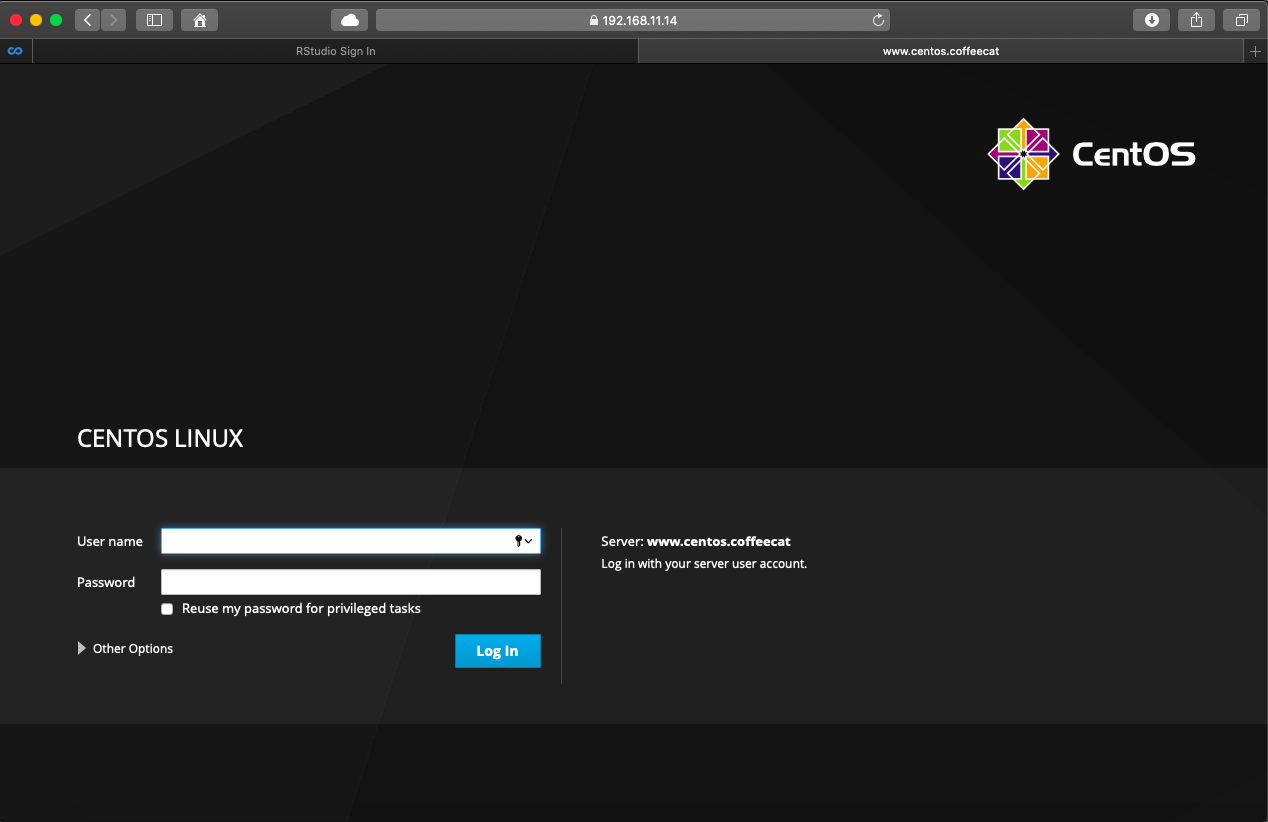 192.168.11.14
RStudio Sign In
www.centos.coffeecat
CentOS
CENTOS LINUX
User name
Password
Reuse my password for privileged tasks
Other Options
Log In
Server: www.centos.coffeecat
Log in with your server user account.